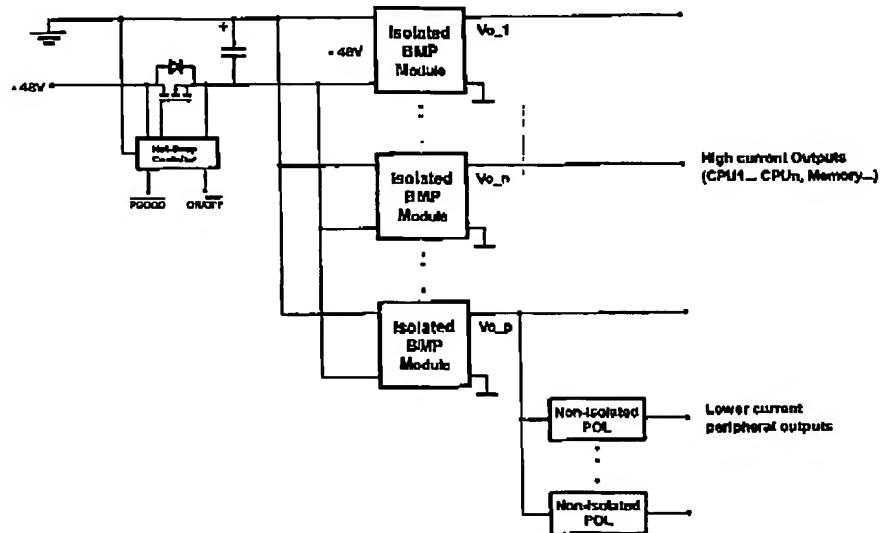 Isolated
BMP
Module
Vo_1
+
- 48V
- 48V
Hot-Swap
Controller
PGOOD
ON/OFF
Isolated
BMP
Module
Vo_n
High current Outputs
(CPU1... CPUn, Memory...)
Isolated
BMP
Module
Vo_p
Non-Isolated
POL
Lower current
peripheral outputs
Non-Isolated
POL